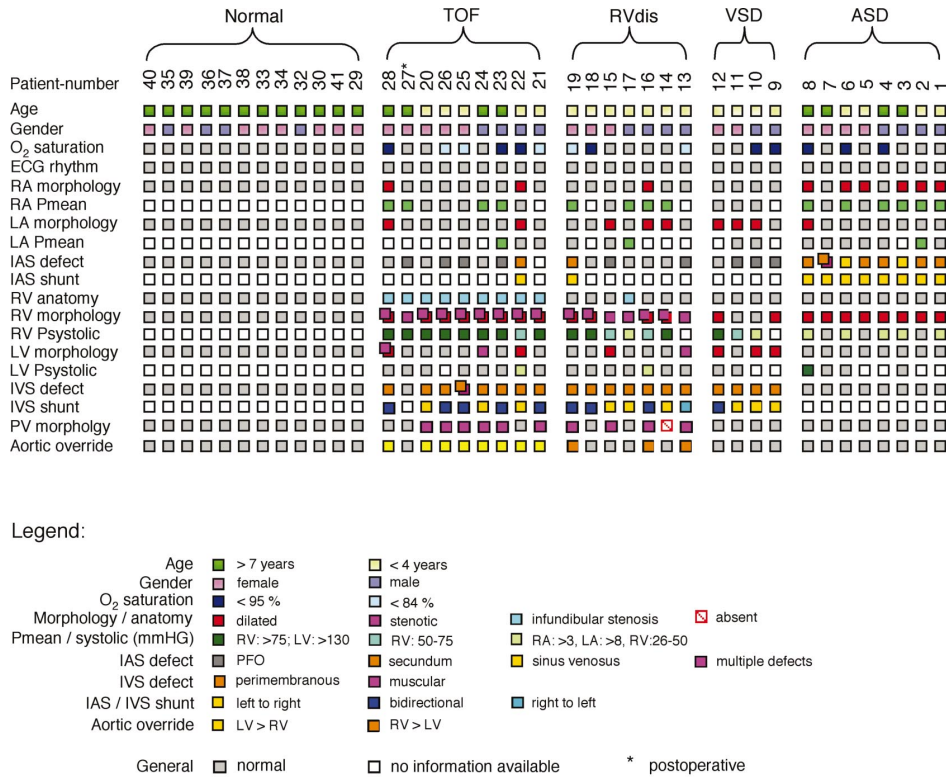 Normal TOF RVdis VSD ASD
Patient-number 40 35 39 36 37 38 33 34 32 30 41 29 28 27* 20 26 25 24 23 22 21 19 18 15 17 16 14 13 12 11 10 9 8 7 6 5 4 3 2 1
Age
Gender
O2 saturation
ECG rhythm
RA morphology
RA Pmean
LA morphology
LA Pmean
IAS defect
IAS shunt
RV anatomy
RV morphology
RV Psystolic
LV morphology
LV Psystolic
IVS defect
IVS shunt
PV morpholgy
Aortic override
Legend:
Age > 7 years < 4 years
Gender female male
O2 saturation < 95 % < 84 %
Morphology / anatomy dilated stenotic infundibular stenosis absent
Pmean / systolic (mmHG) RV: >75; LV: >130 RV: 50-75 RA: >3, LA: >8, RV:26-50
IAS defect PFO secundum sinus venosus multiple defects
IVS defect perimembranous muscular
IAS / IVS shunt left to right bidirectional right to left
Aortic override LV > RV RV > LV
General normal no information available * postoperative